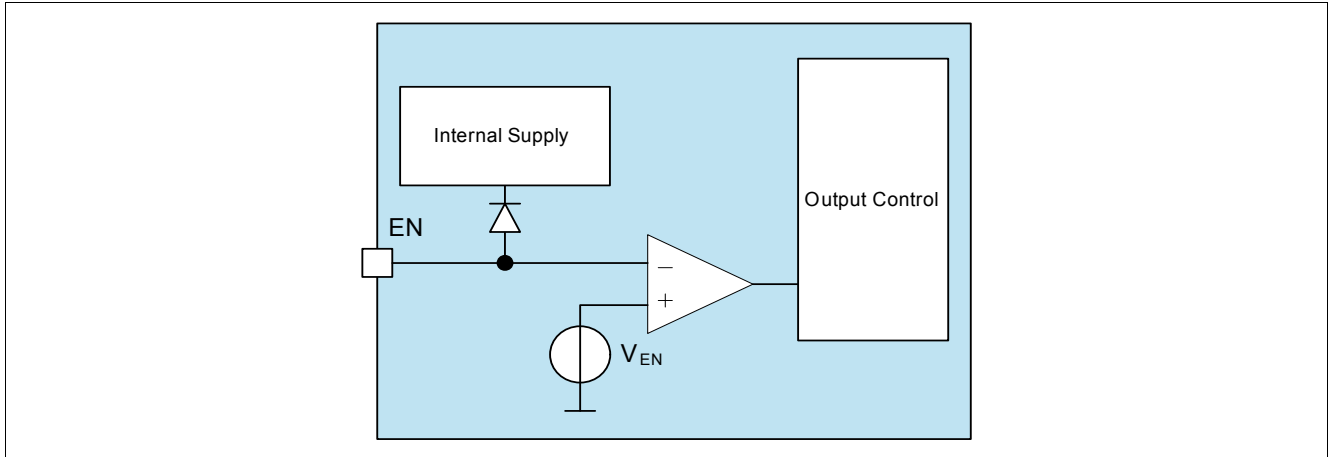 Internal Supply
EN
Output Control
−
+
VEN